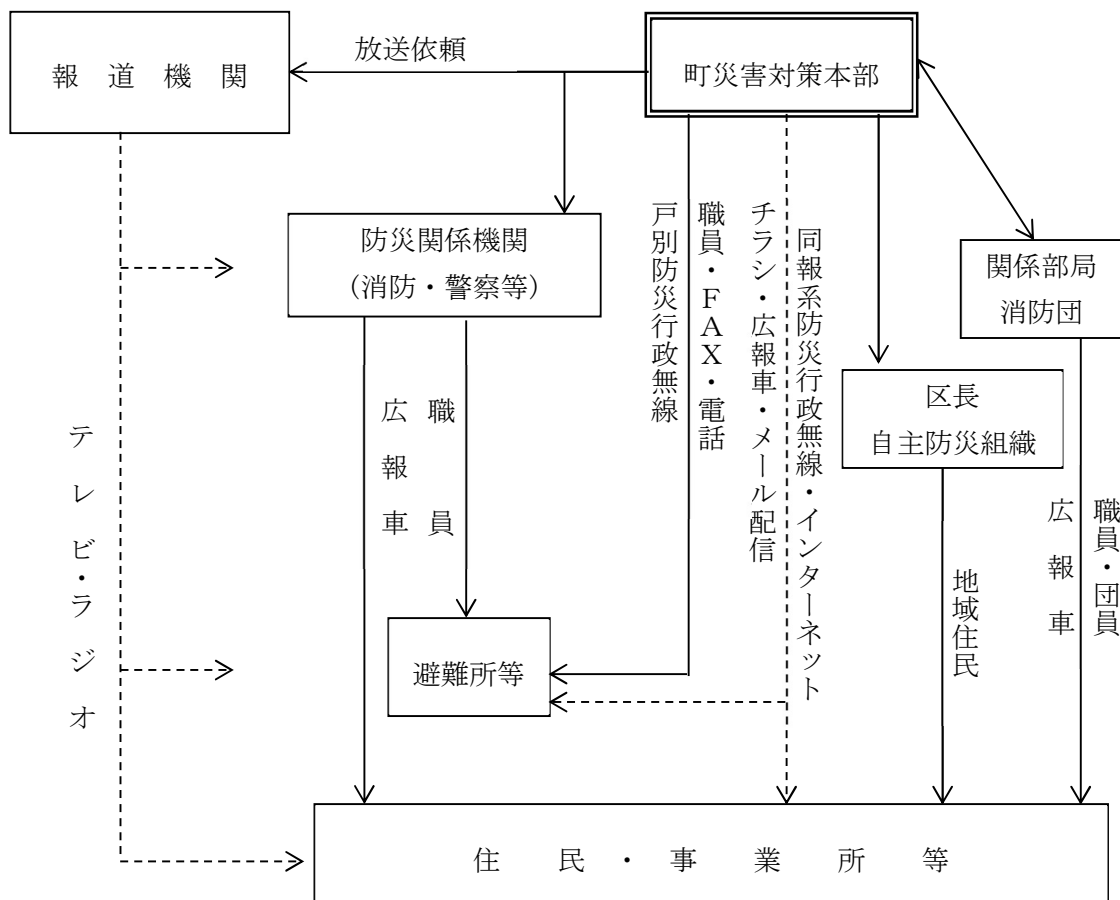 放送依頼
報道機関
町災害対策本部
防災関係機関
（消防・警察等）
関係部局
消防団
職員・ＦＡＸ・電話
戸別防災行政無線
同報系防災行政無線・インターネット
チラシ・広報車・メール配信
区長
自主防災組織
テレビ・ラジオ
職員
広報車
職員・団員
広報車
地域住民
避難所等
住民・事業所等